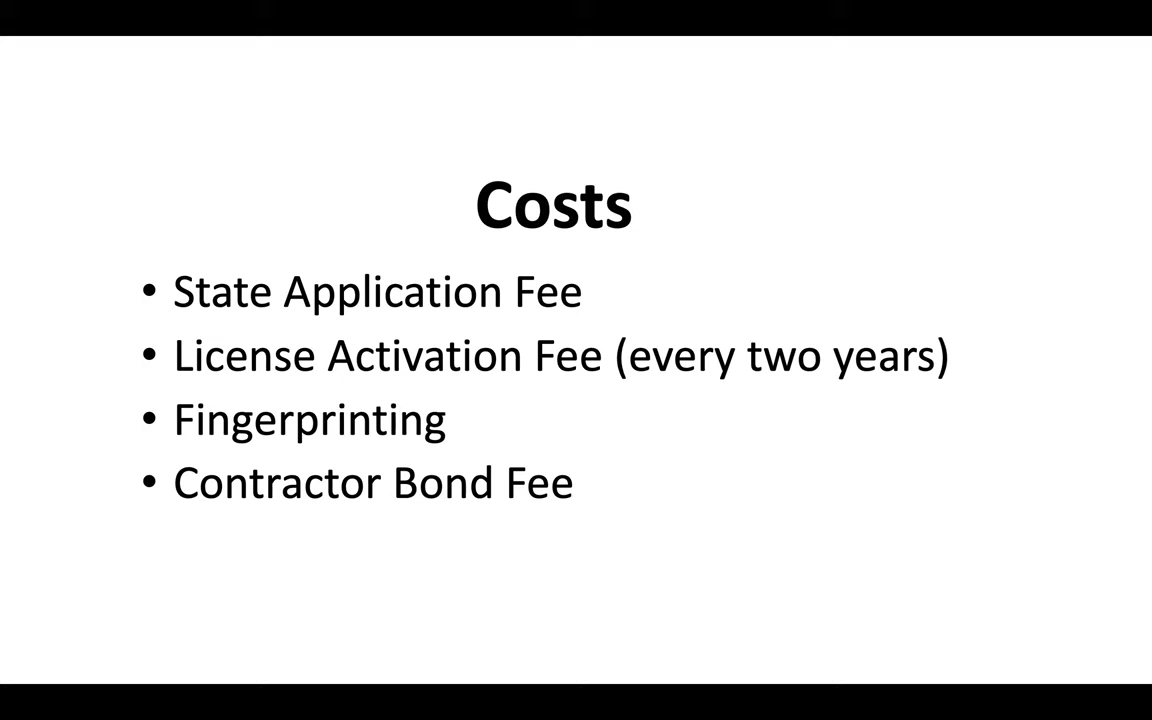 Costs
• State Application Fee
• License Activation Fee (every two years)
• Fingerprinting
• Contractor Bond Fee